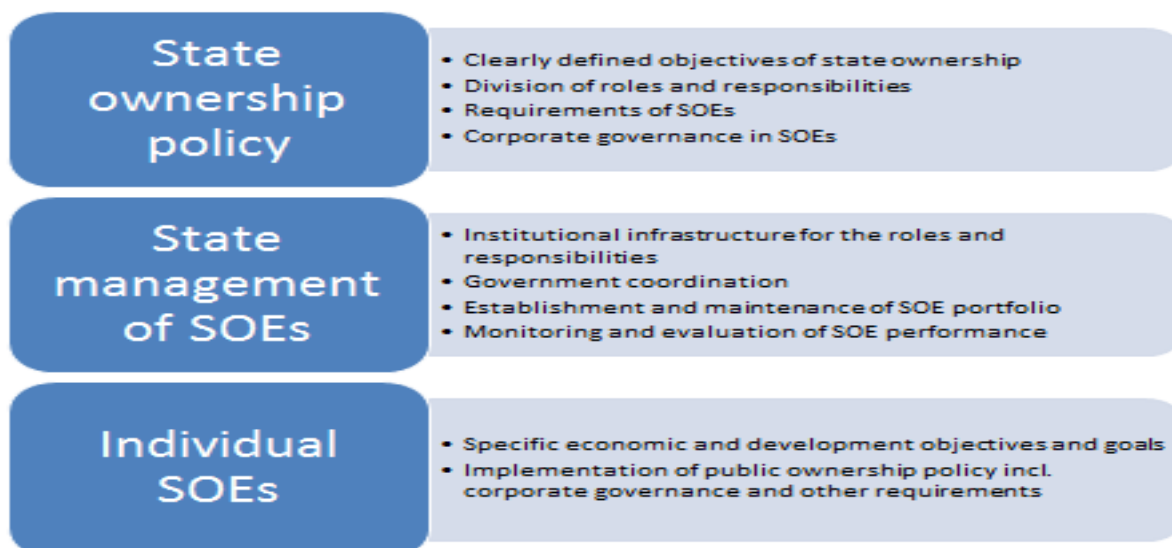 State
ownership
policy
• Clearly defined objectives of state ownership
• Division of roles and responsibilities
• Requirements of SOEs
• Corporate governance in SOEs
State
management
of SOEs
• Institutional infrastructure for the roles and
responsibilities
• Government coordination
• Establishment and maintenance of SOE portfolio
• Monitoring and evaluation of SOE performance
Individual
SOEs
• Specific economic and development objectives and goals
• Implementation of public ownership policy incl.
corporate governance and other requirements